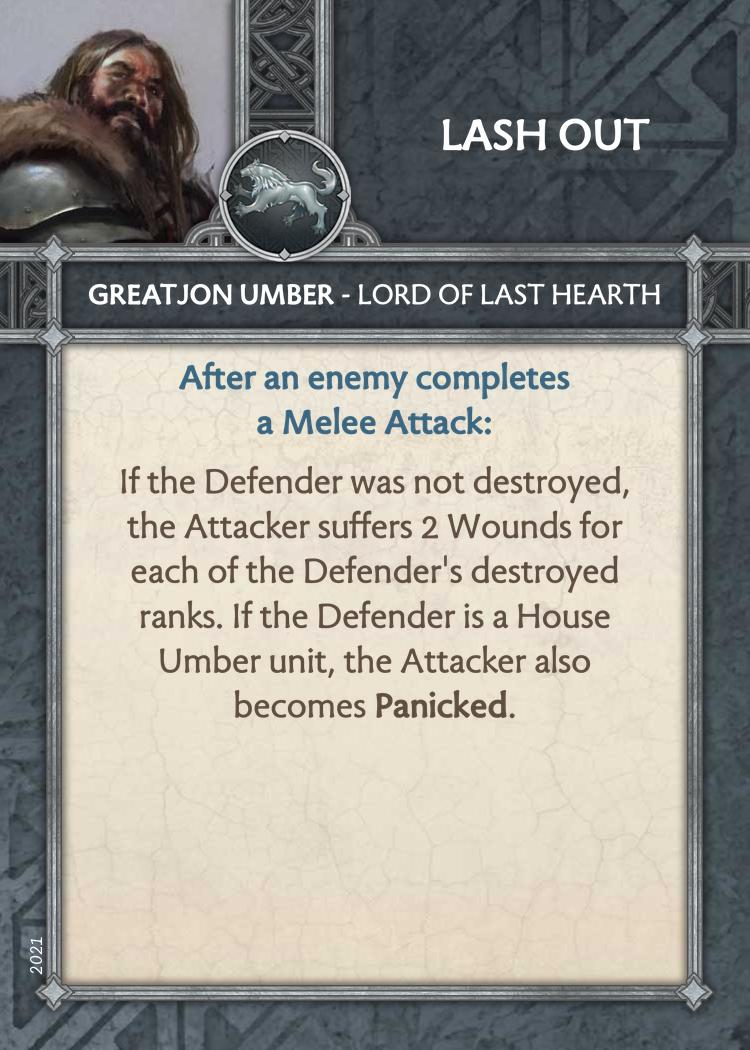 LASH OUT
GREATJON UMBER - LORD OF LAST HEARTH
After an enemy completes
a Melee Attack:
If the Defender was not destroyed,
the Attacker suffers 2 Wounds for
each of the Defender's destroyed
ranks. If the Defender is a House
Umber unit, the Attacker also
becomes Panicked.
2021